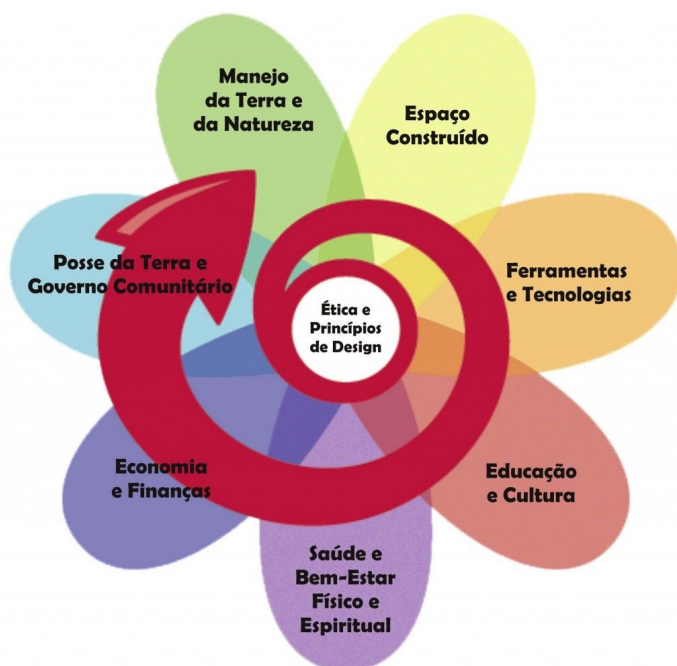 Manejo
da Terra e
da Natureza
Espaço
Construído
Ferramentas
e Tecnologias
Educação
e Cultura
Saúde e
Bem-Estar
Físico e
Espiritual
Economia
e Finanças
Posse da Terra e
Governo Comunitário
Ética e
Princípios
de Design